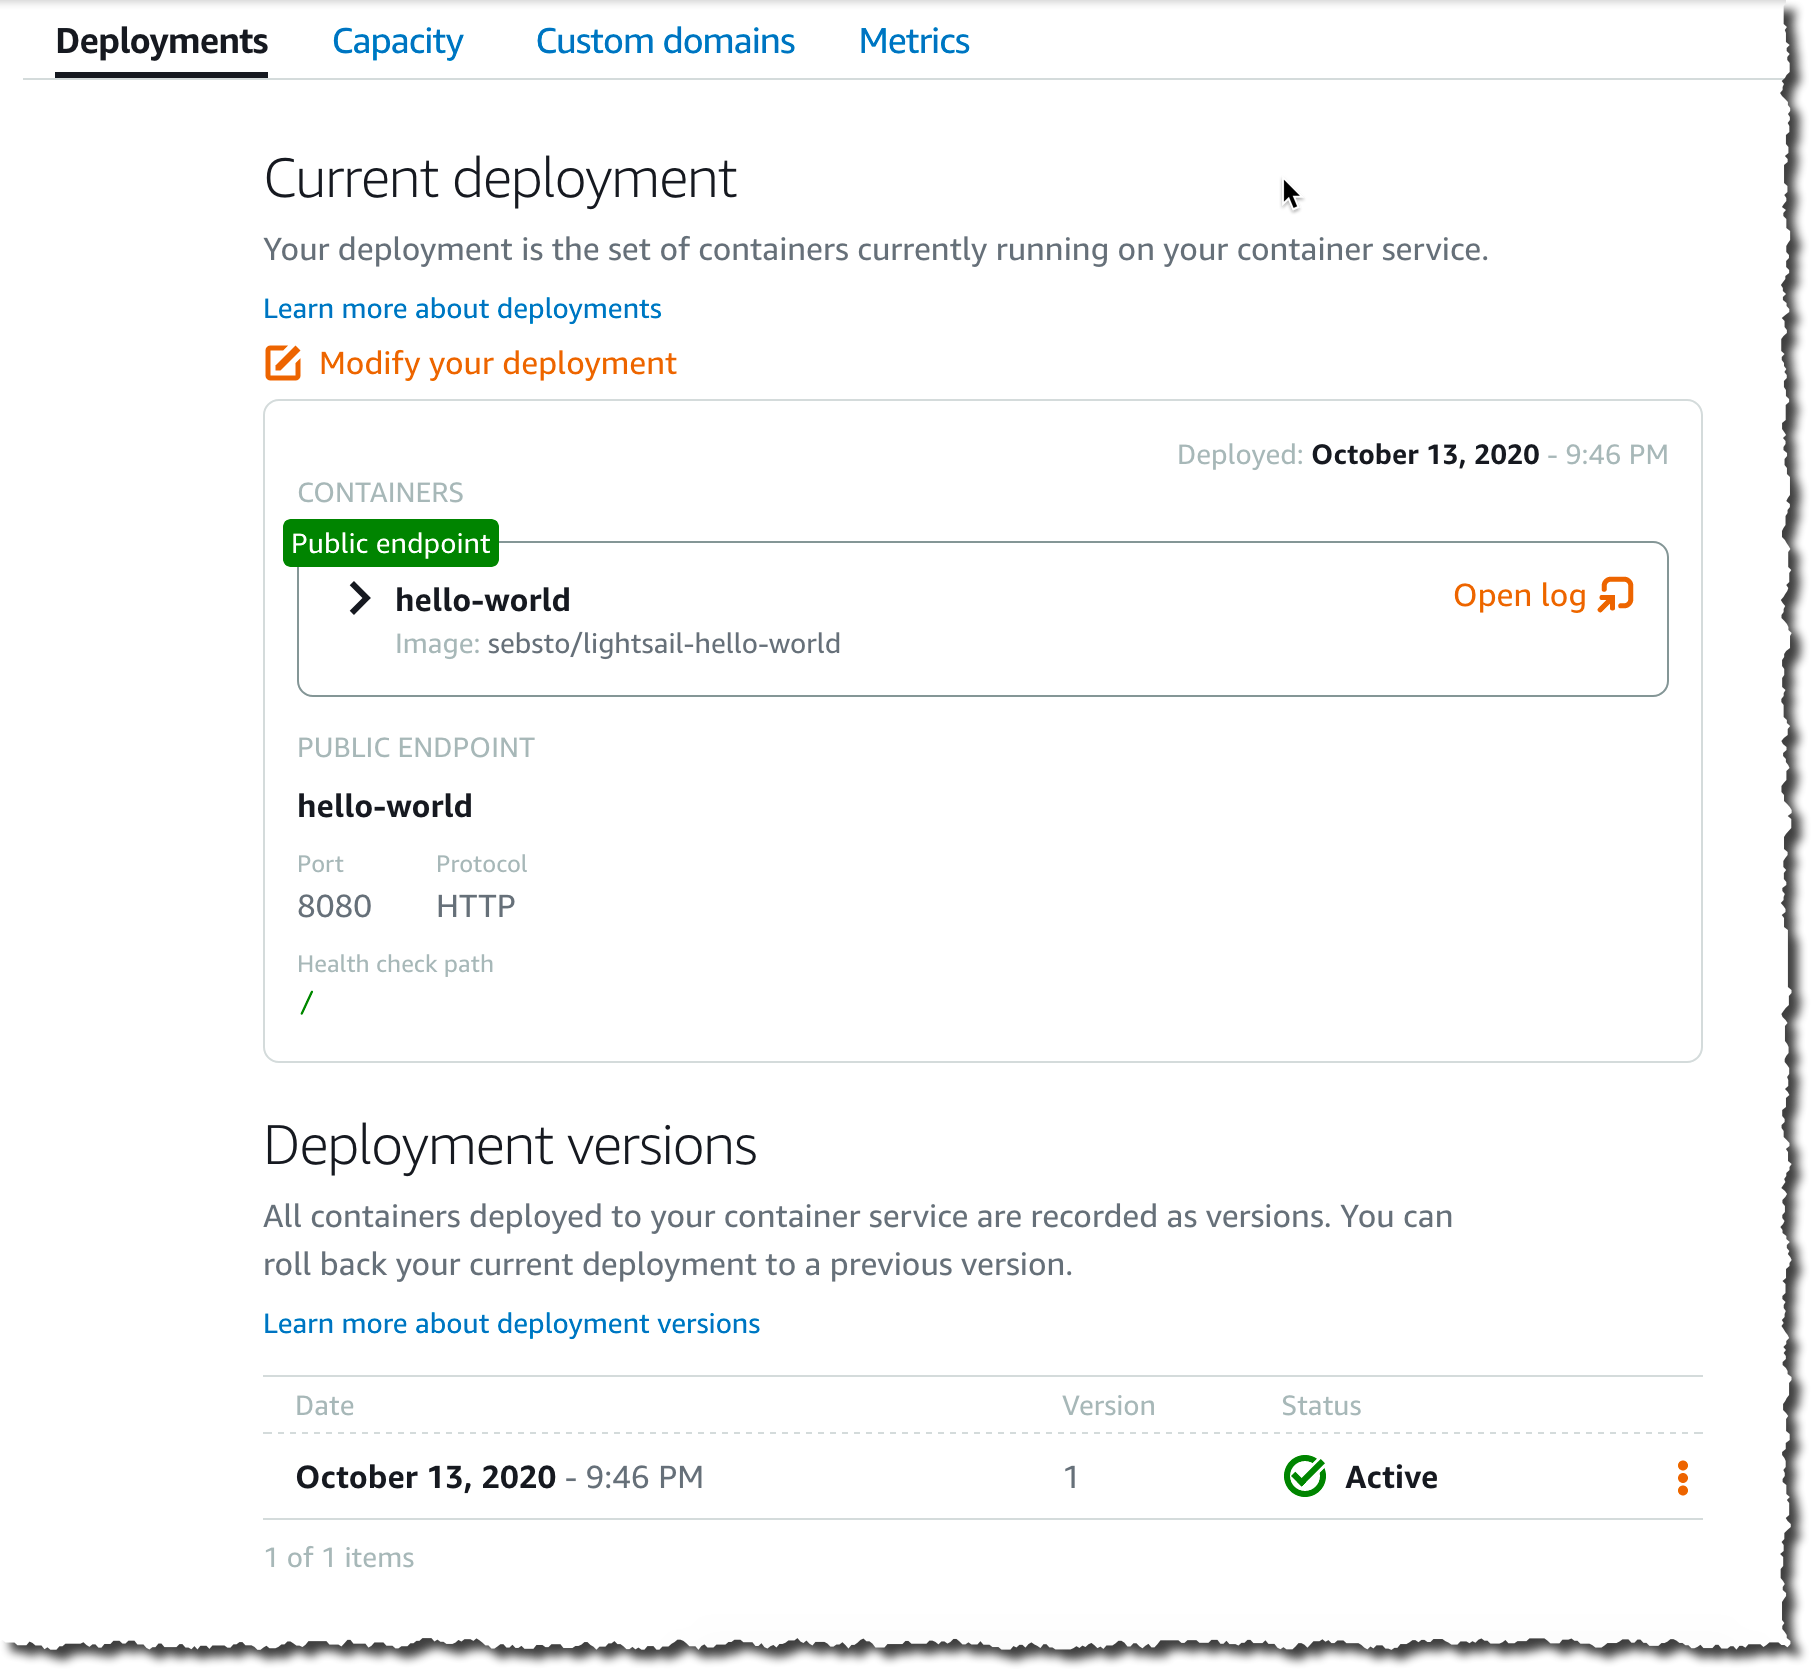 Deployments Capacity Custom domains Metrics
Current deployment
Your deployment is the set of containers currently running on your container service.
Learn more about deployments
Modify your deployment
Deployed: October 13, 2020 - 9:46 PM
CONTAINERS
Public endpoint
hello-world
Open log
Image: sebsto/lightsail-hello-world
PUBLIC ENDPOINT
hello-world
Port Protocol
8080 HTTP
Health check path
/
Deployment versions
All containers deployed to your container service are recorded as versions. You can
roll back your current deployment to a previous version.
Learn more about deployment versions
Date Version Status
October 13, 2020 - 9:46 PM 1 Active
1 of 1 items